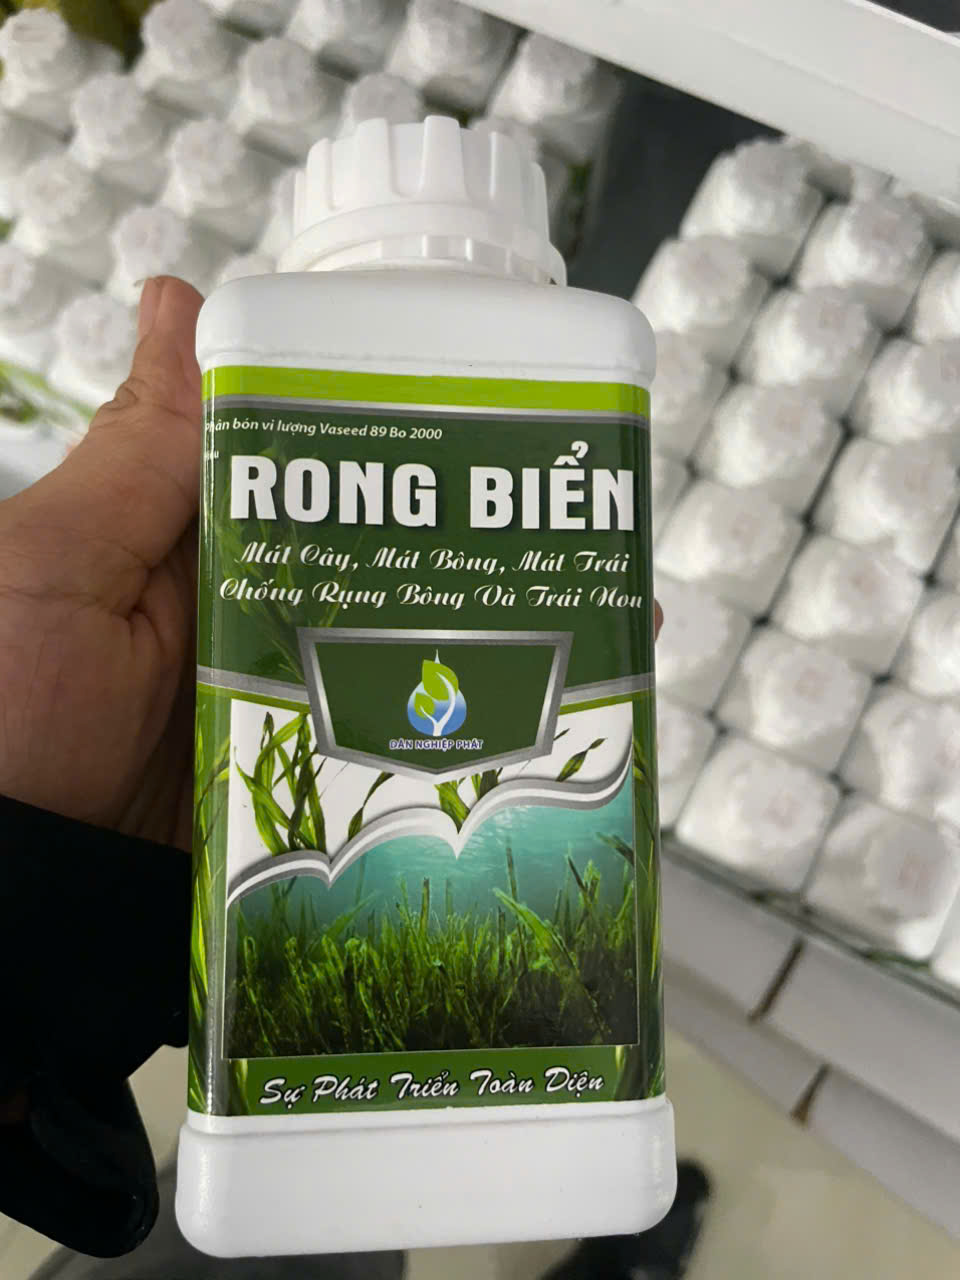 Phân bón vi lượng Vaseed 89 Bo 2000
RONG BIỂN
Mát Cây, Mát Bông, Mát Trái
Chống Rụng Bông Và Trái Non
DÂN NGHIỆP PHÁT
Sự Phát Triển Toàn Diện